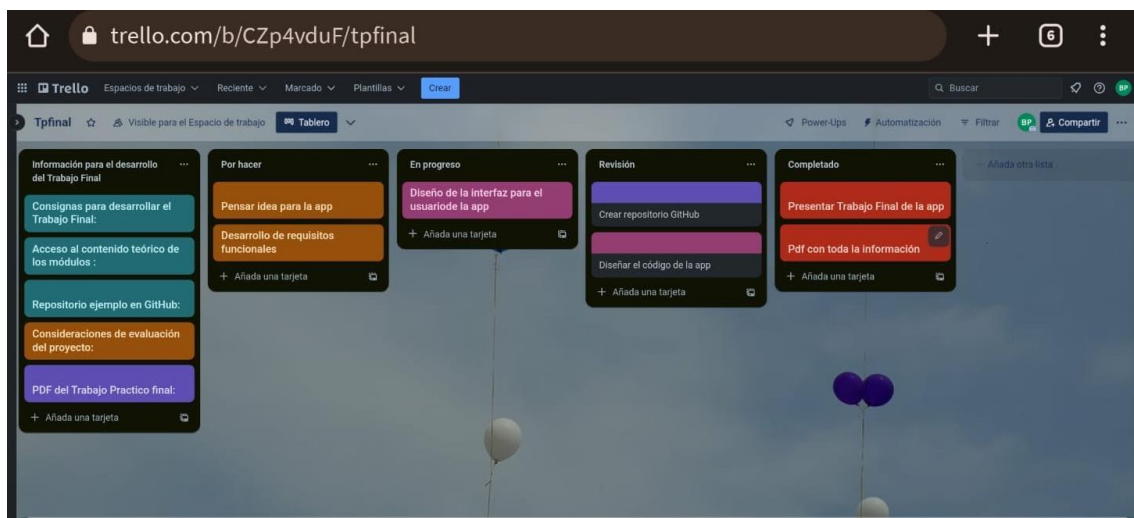 trello.com/b/CZp4vduF/tpfinal
6
Trello Espacios de trabajo Reciente Marcado Plantillas Crear Buscar BP
Tpfinal Visible para el Espacio de trabajo Tablero Power-Ups Automatización Filtrar BP Compartir
Información para el desarrollo
del Trabajo Final
Consignas para desarrollar el
Trabajo Final:
Acceso al contenido teórico de
los módulos :
Repositorio ejemplo en GitHub:
Consideraciones de evaluación
del proyecto:
PDF del Trabajo Practico final:
+ Añada una tarjeta
Por hacer
Pensar idea para la app
Desarrollo de requisitos
funcionales
+ Añada una tarjeta
En progreso
Diseño de la interfaz para el
usuariode la app
+ Añada una tarjeta
Revisión
Crear repositorio GitHub
Diseñar el código de la app
+ Añada una tarjeta
Completado
Presentar Trabajo Final de la app
Pdf con toda la información
+ Añada una tarjeta
+ Añada otra lista